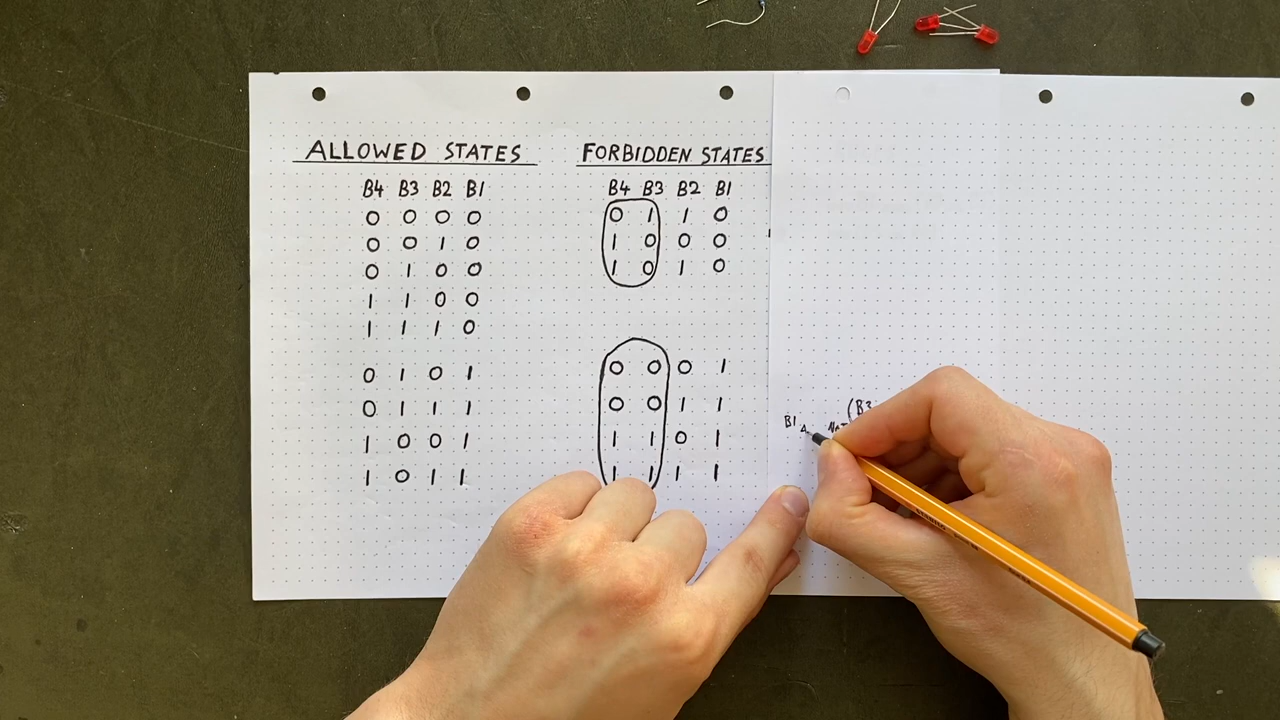 ALLOWED STATES
B4 B3 B2 B1
0 0 0 0
0 0 1 0
0 1 0 0
1 1 0 0
1 1 1 0
0 1 0 1
0 1 1 1
1 0 0 1
1 0 1 1
FORBIDDEN STATES
B4 B3 B2 B1
0 1 1 0
1 0 0 0
1 0 1 0
0 0 0 1
0 0 1 1
1 1 0 1
1 1 1 1
(B3
B1